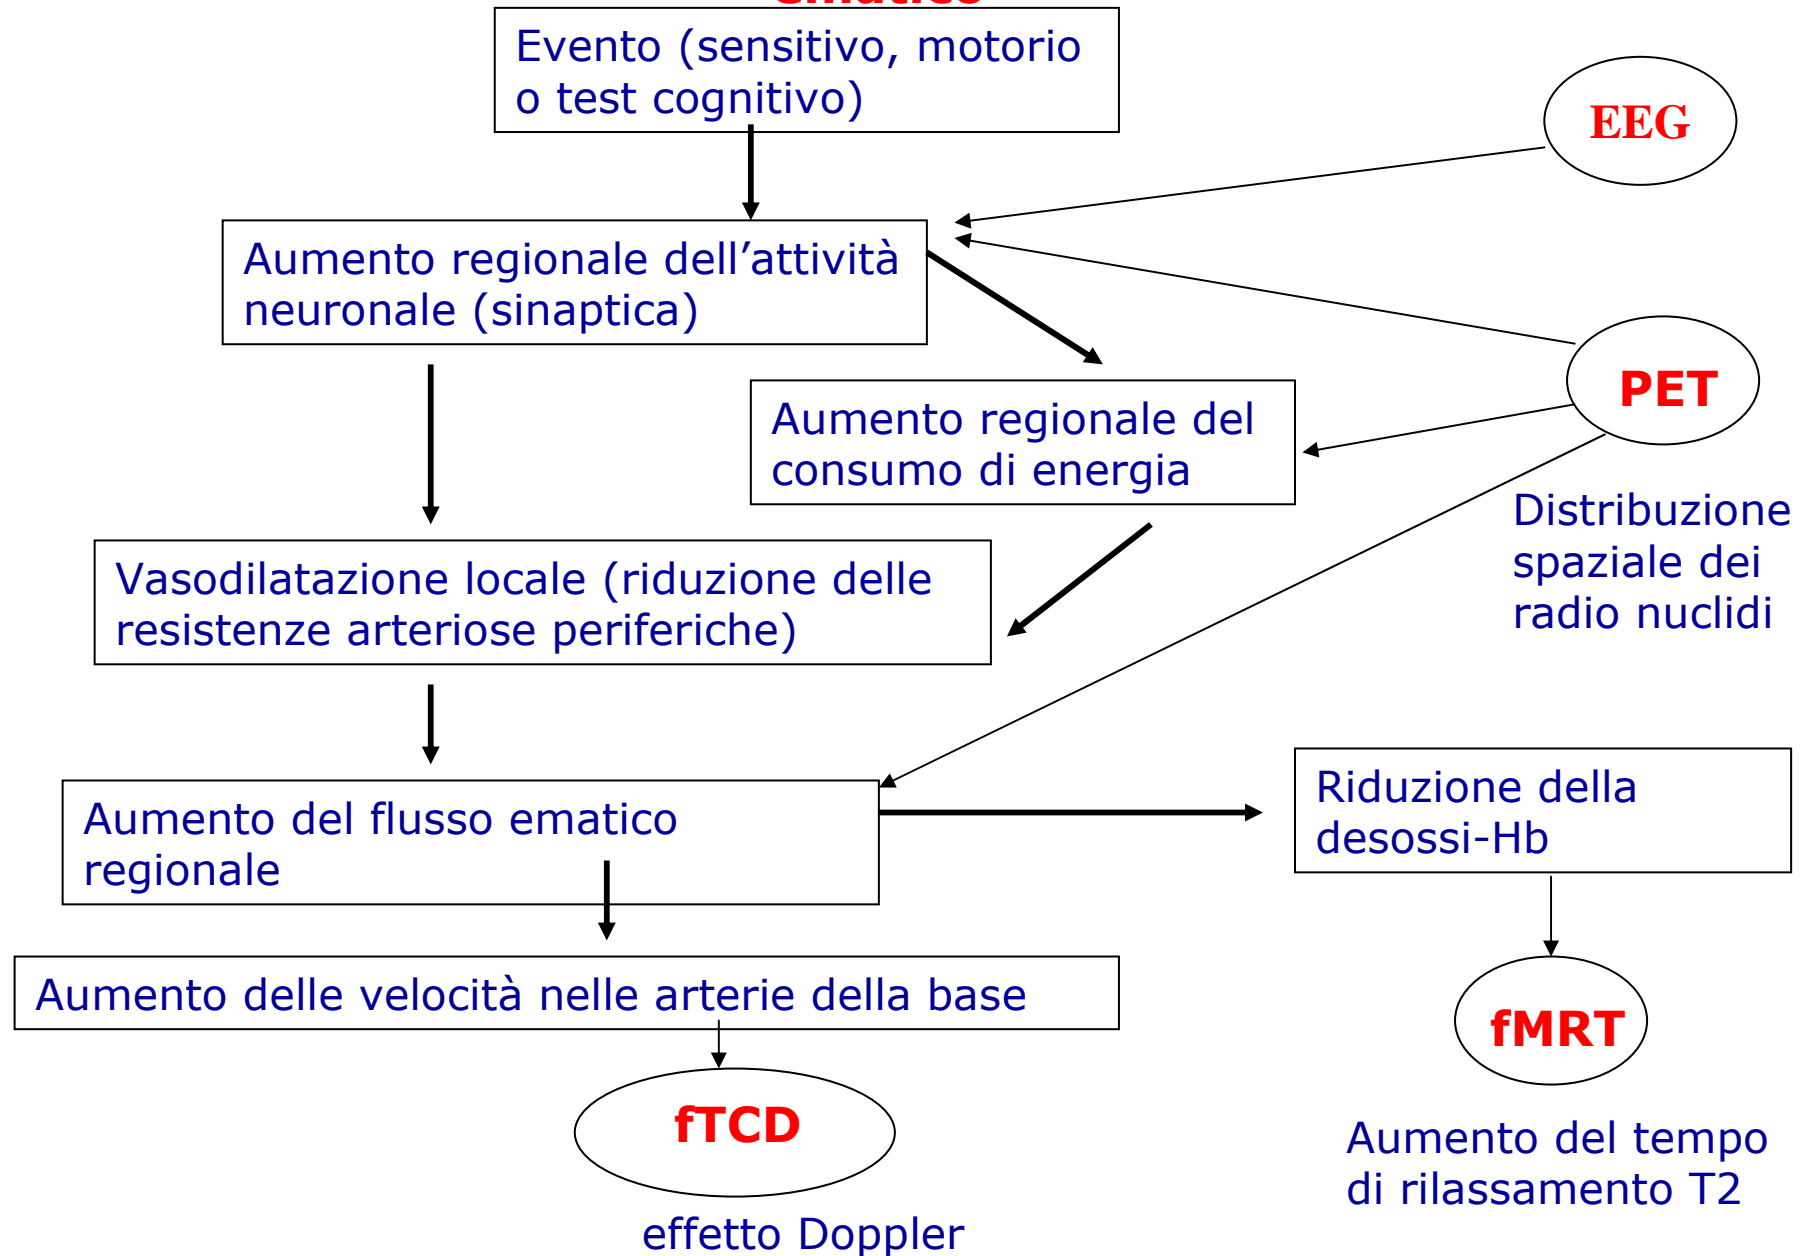 ematico
Evento (sensitivo, motorio
o test cognitivo)
EEG
Aumento regionale dell’attività
neuronale (sinaptica)
PET
Aumento regionale del
consumo di energia
Distribuzione
spaziale dei
radio nuclidi
Vasodilatazione locale (riduzione delle
resistenze arteriose periferiche)
Aumento del flusso ematico
regionale
Riduzione della
desossi-Hb
Aumento delle velocità nelle arterie della base
fMRT
fTCD
Aumento del tempo
di rilassamento T2
effetto Doppler